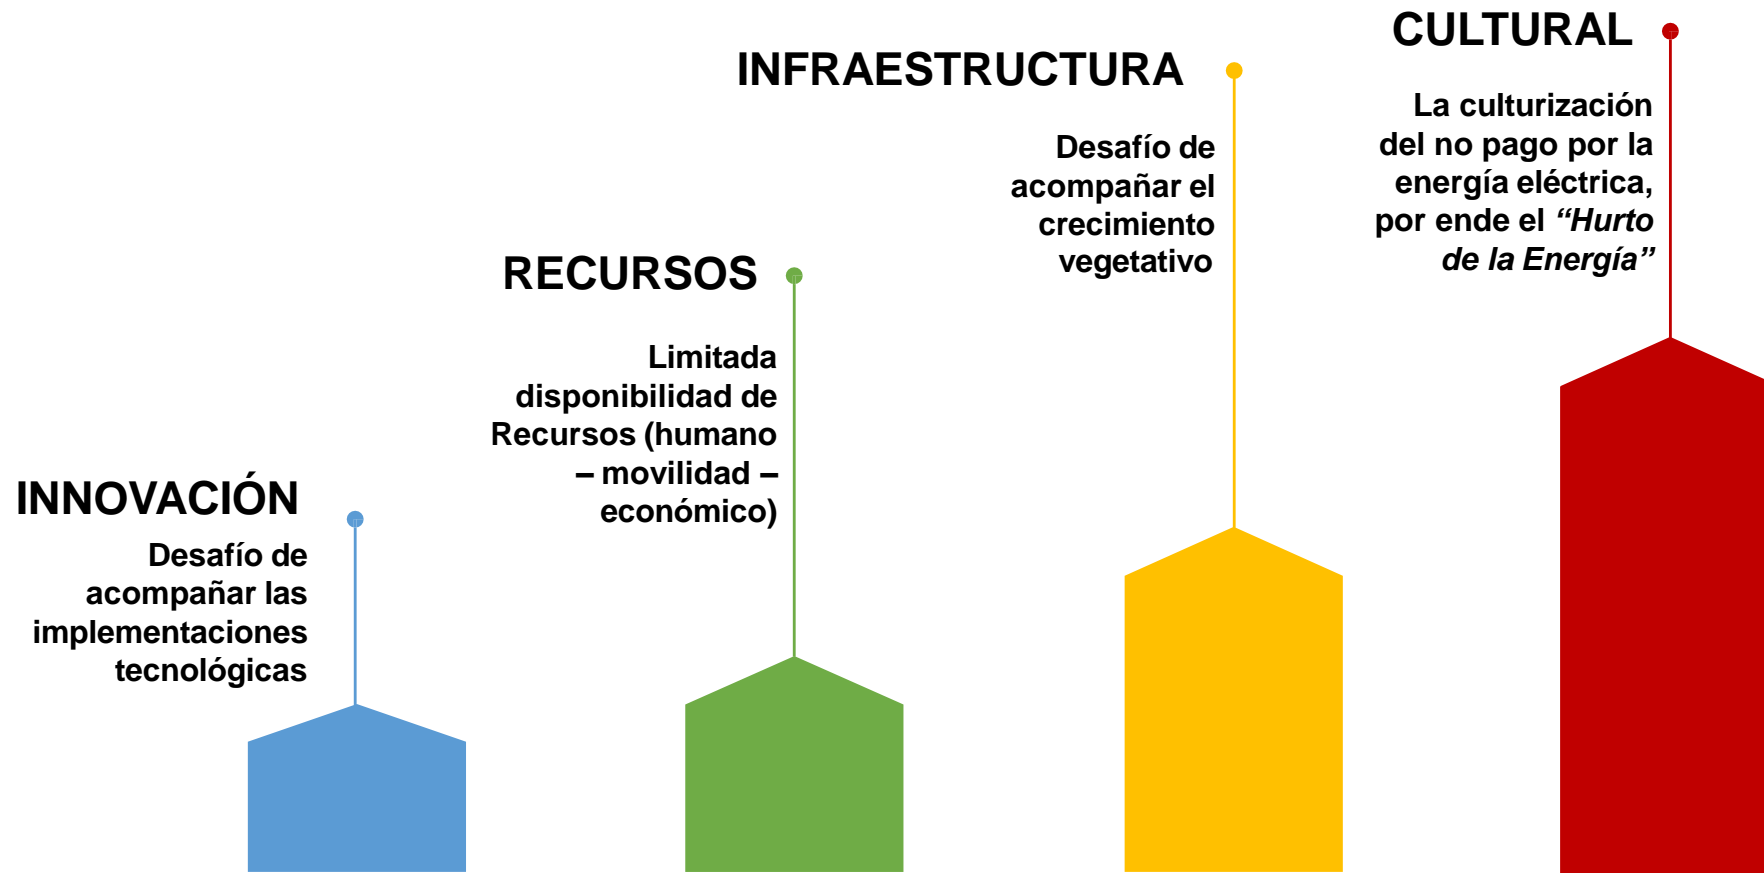 INNOVACIÓN
Desafío de
acompañar las
implementaciones
tecnológicas
RECURSOS
Limitada
disponibilidad de
Recursos (humano
– movilidad –
económico)
INFRAESTRUCTURA
Desafío de
acompañar el
crecimiento
vegetativo
CULTURAL
La culturización
del no pago por la
energía eléctrica,
por ende el “Hurto
de la Energía”